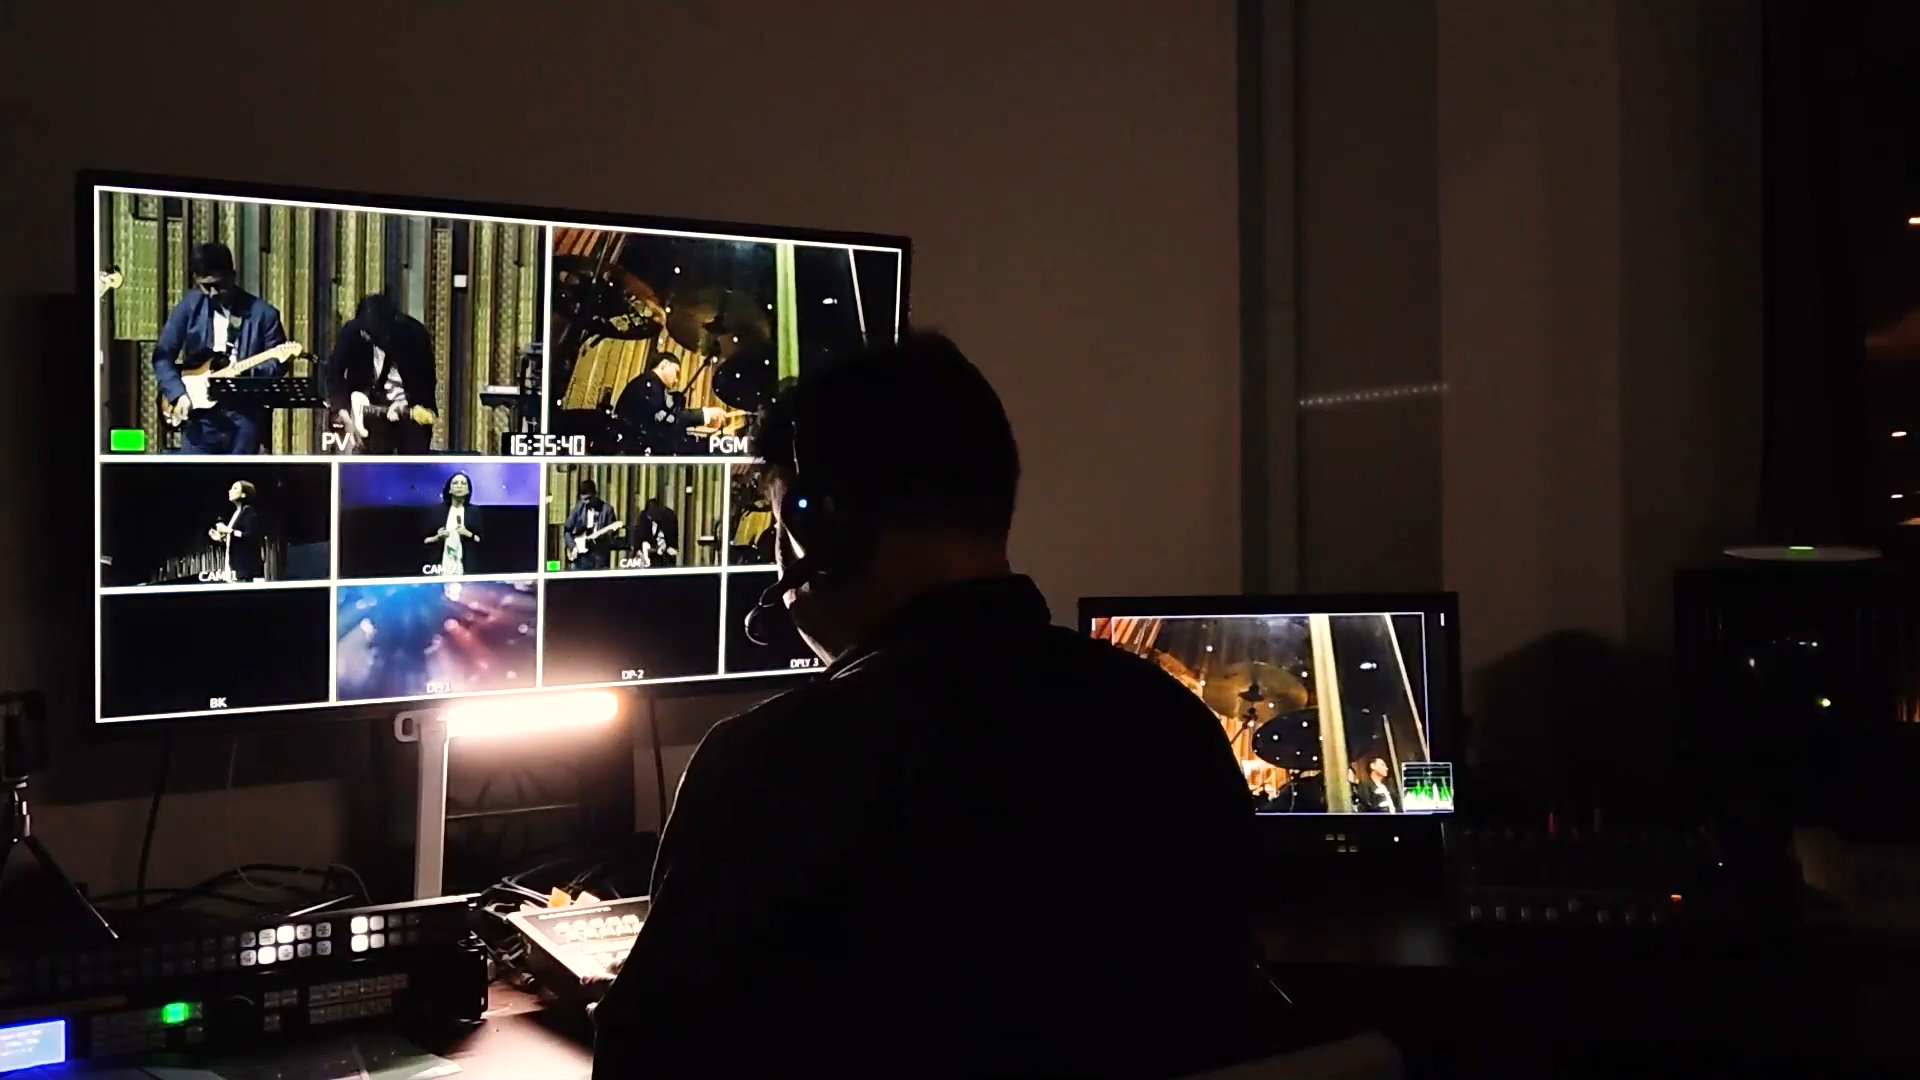 PV
16:35:40
PGM
CAM 1
CAM 2
CAM 3
BK
DP-1
DP-2
DPLY 3